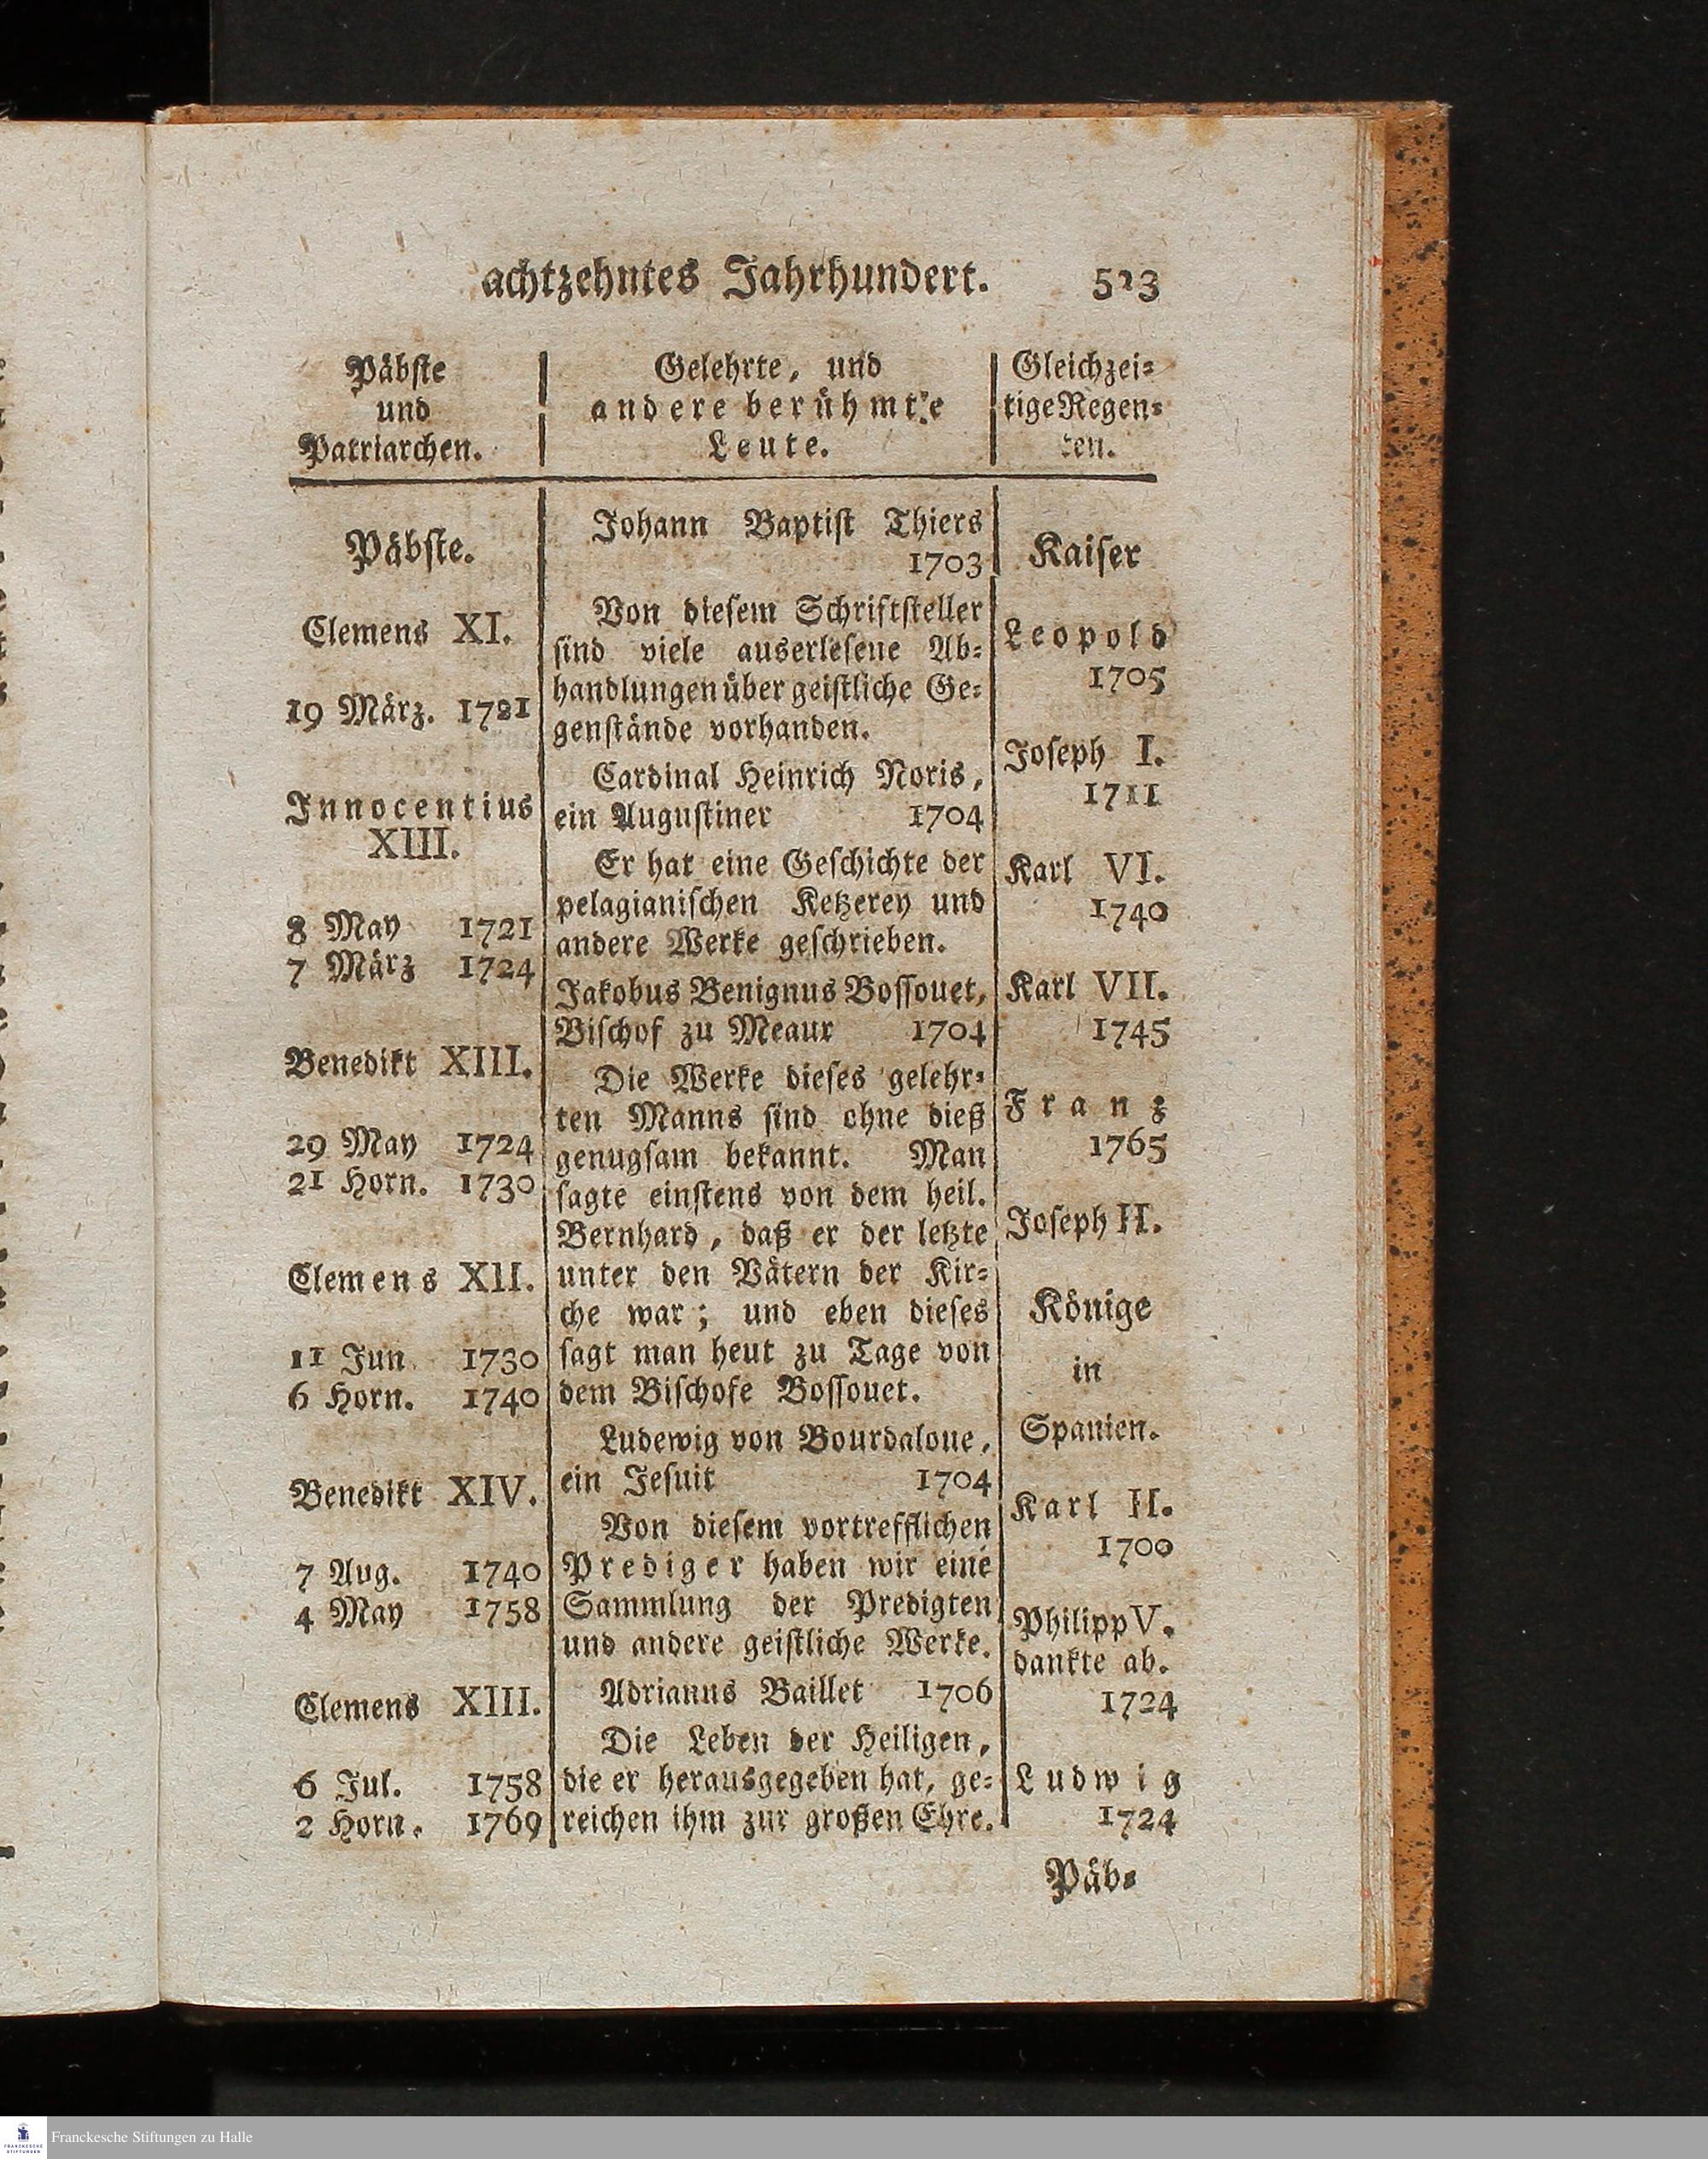 achtzehntes Jahrhundert. 523
Päbste
und
Patriarchen.
Gelehrte, und
andere berühmte
Leute.
Gleichzei=
tige Regen=
ten.
Päbste.
Clemens XI.
19 März. 1721
Innocentius
XIII.
8 May 1721
7 März 1724
Benedikt XIII.
29 May 1724
21 Horn. 1730
Clemens XII.
11 Jun 1730
6 Horn. 1740
Benedikt XIV.
7 Aug. 1740
4 May 1758
Clemens XIII.
6 Jul. 1758
2 Horn. 1769
Johann Baptist Thiers
1703
Von diesem Schriftsteller
sind viele auserlesene Ab=
handlungen über geistliche Ge=
genstände vorhanden.
Cardinal Heinrich Noris,
ein Augustiner 1704
Er hat eine Geschichte der
pelagianischen Ketzerey und
andere Werke geschrieben.
Jakobus Benignus Bossouet,
Bischof zu Meaux 1704
Die Werke dieses gelehr=
ten Manns sind ohne dieß
genugsam bekannt. Man
sagte einstens von dem heil.
Bernhard, daß er der letzte
unter den Vätern der Kir=
che war; und eben dieses
sagt man heut zu Tage von
dem Bischofe Bossouet.
Ludewig von Bourdaloue,
ein Jesuit 1704
Von diesem vortrefflichen
Prediger haben wir eine
Sammlung der Predigten
und andere geistliche Werke.
Adrianus Baillet 1706
Die Leben der Heiligen,
die er herausgegeben hat, ge=
reichen ihm zur großen Ehre.
Kaiser
Leopold
1705
Joseph I.
1711
Karl VI.
1740
Karl VII.
1745
Franz
1765
Joseph II.
Könige
in
Spanien.
Karl II.
1700
Philipp V.
dankte ab.
1724
Ludwig
1724
Päb=
Franckesche Stiftungen zu Halle
FRANCKESCHE
STIFTUNGEN